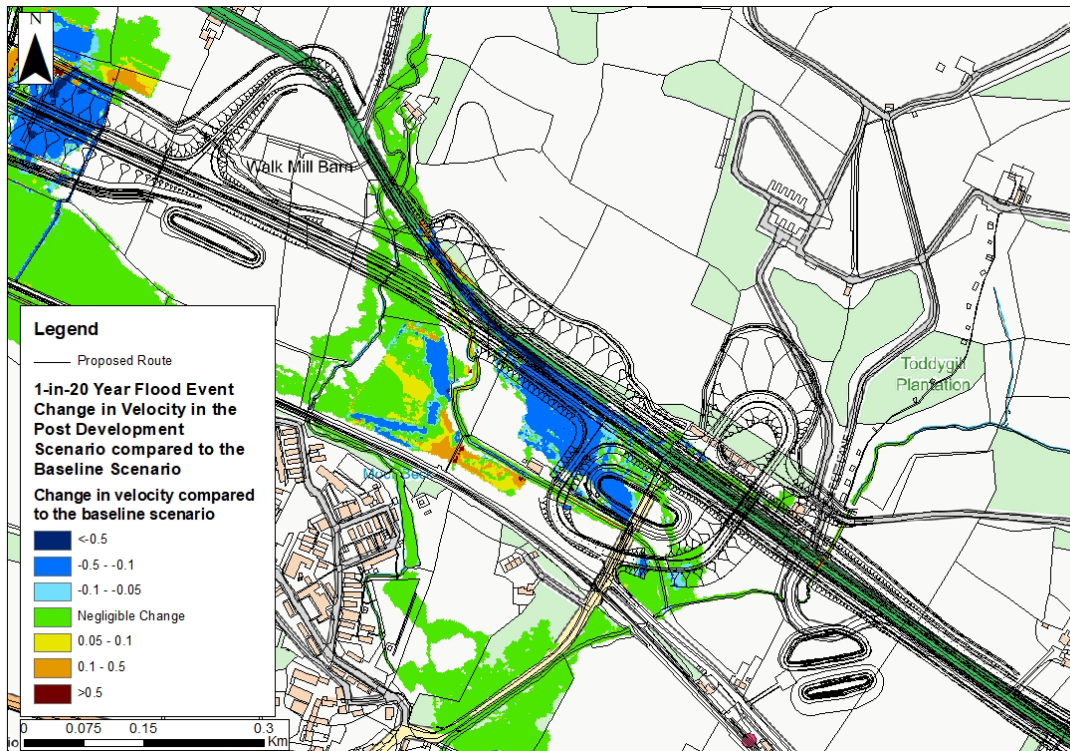 N
Walk Mill Barn
Toddygill
Plantation
Legend
Proposed Route
1-in-20 Year Flood Event
Change in Velocity in the
Post Development
Scenario compared to the
Baseline Scenario
Change in velocity compared
to the baseline scenario
<-0.5
-0.5 - -0.1
-0.1 - -0.05
Negligible Change
0.05 - 0.1
0.1 - 0.5
>0.5
0 0.075 0.15 0.3
Km